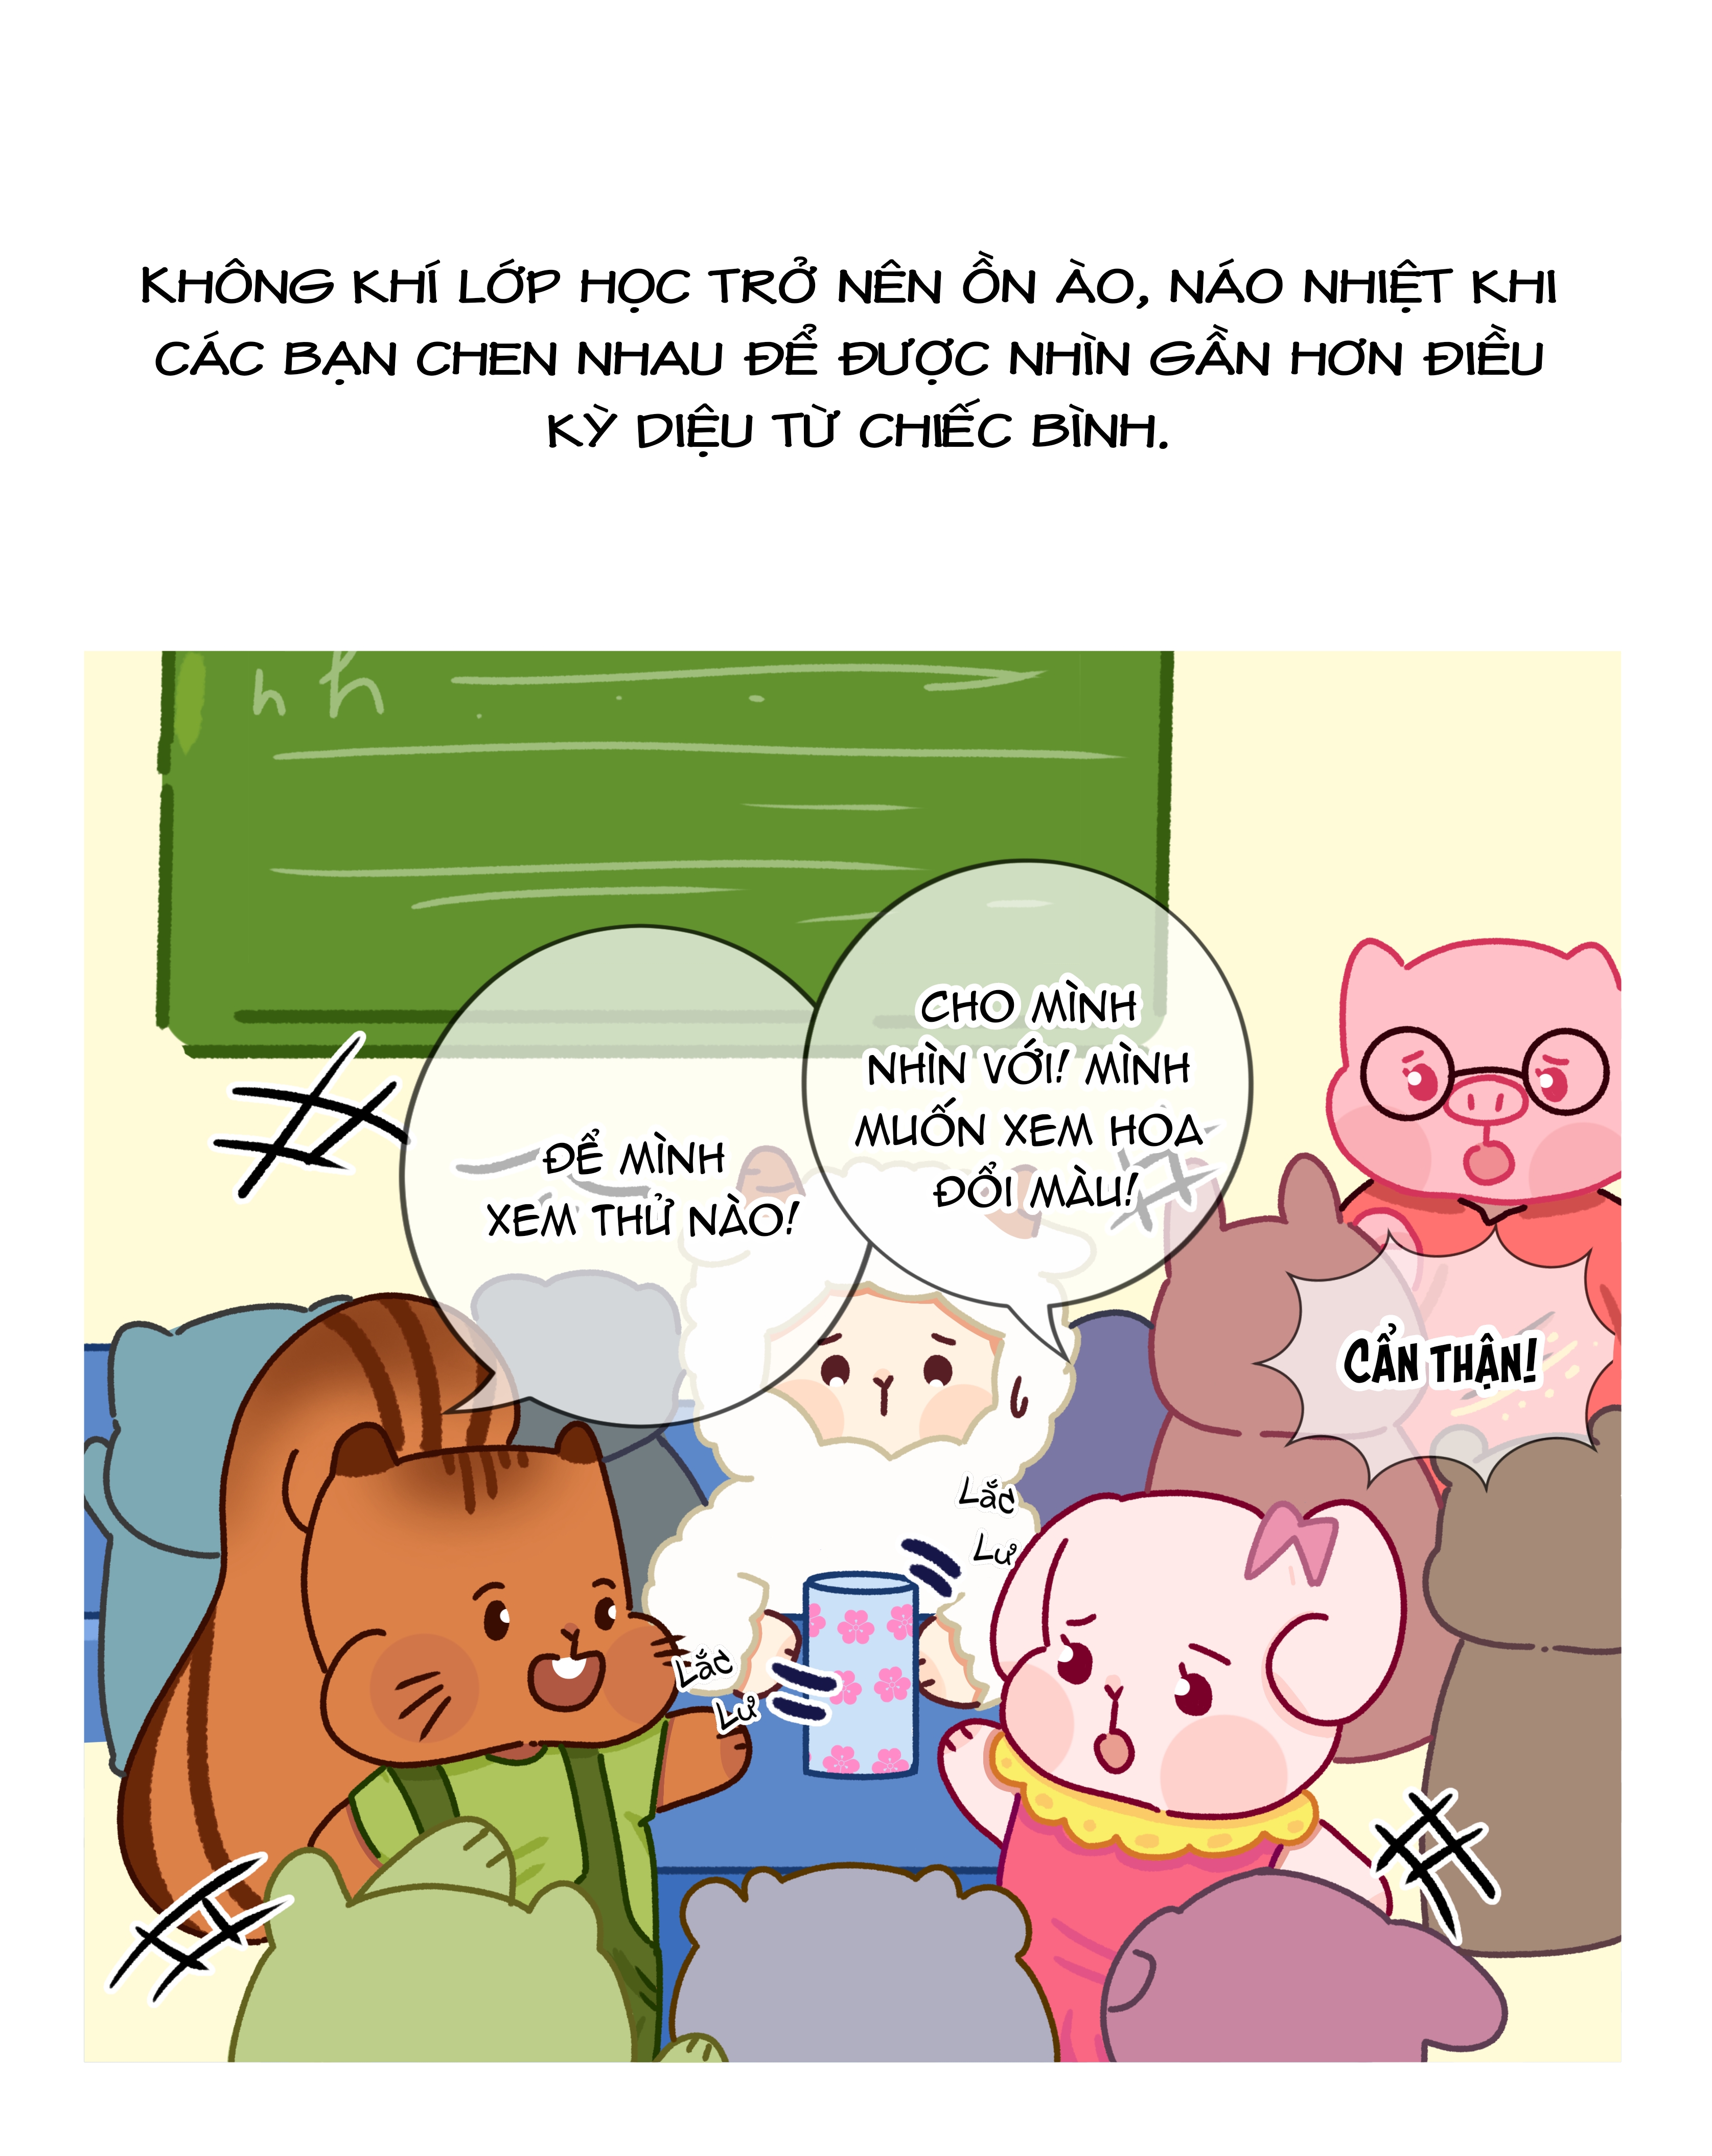 KHÔNG KHÍ LỚP HỌC TRỞ NÊN ỒN ÀO, NÁO NHIỆT KHI
CÁC BẠN CHEN NHAU ĐỂ ĐƯỢC NHÌN GẦN HƠN ĐIỀU
KỲ DIỆU TỪ CHIẾC BÌNH.
h h
ĐỂ MÌNH
XEM THỬ NÀO!
CHO MÌNH
NHÌN VỚI! MÌNH
MUỐN XEM HOA
ĐỔI MÀU!
CẨN THẬN!
Lắc
Lư
Lắc
Lư